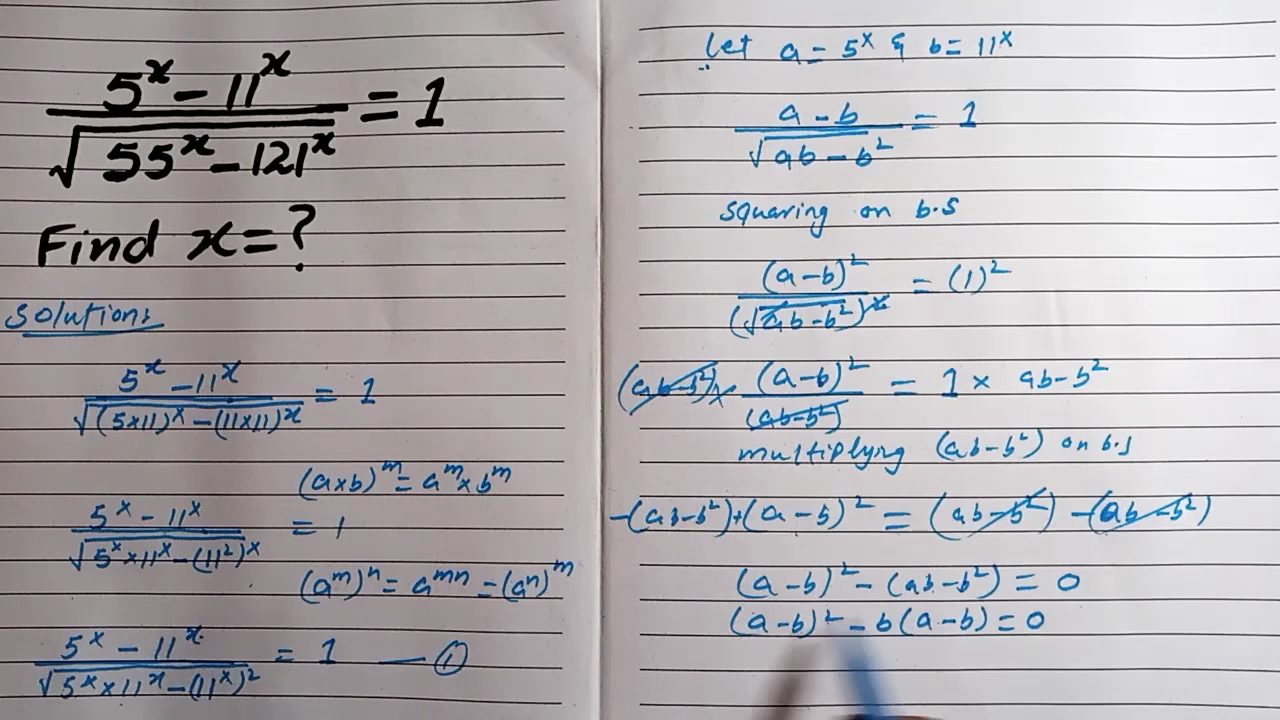 5^x - 11^x
√55^x - 121^x
= 1
Find x = ?
Solution:
5^x - 11^x
√(5×11)^x - (11×11)^x
= 1
(a×b)^m = a^m × b^m
5^x - 11^x
√5^x × 11^x - (11^2)^x
= 1
(a^m)^n = a^mn = (a^n)^m
5^x - 11^x
√5^x × 11^x - (11^x)^2
= 1 — ①
Let a = 5^x & b = 11^x
a - b
√ab - b^2
= 1
squaring on b.s
(a - b)^2
(√ab - b^2)^2
= (1)^2
(ab - b^2) × (a - b)^2
(ab - b^2)
= 1 × ab - b^2
multiplying (ab - b^2) on b.s
-(ab - b^2) + (a - b)^2 = (ab - b^2) - (ab - b^2)
(a - b)^2 - (ab - b^2) = 0
(a - b)^2 - b(a - b) = 0